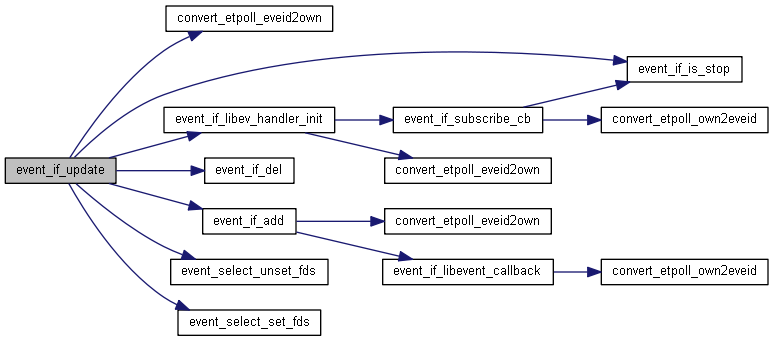 convert_etpoll_eveid2own
event_if_is_stop
event_if_libev_handler_init
event_if_subscribe_cb
convert_etpoll_own2eveid
event_if_update
event_if_del
convert_etpoll_eveid2own
event_if_add
convert_etpoll_eveid2own
event_select_unset_fds
event_if_libevent_callback
convert_etpoll_own2eveid
event_select_set_fds